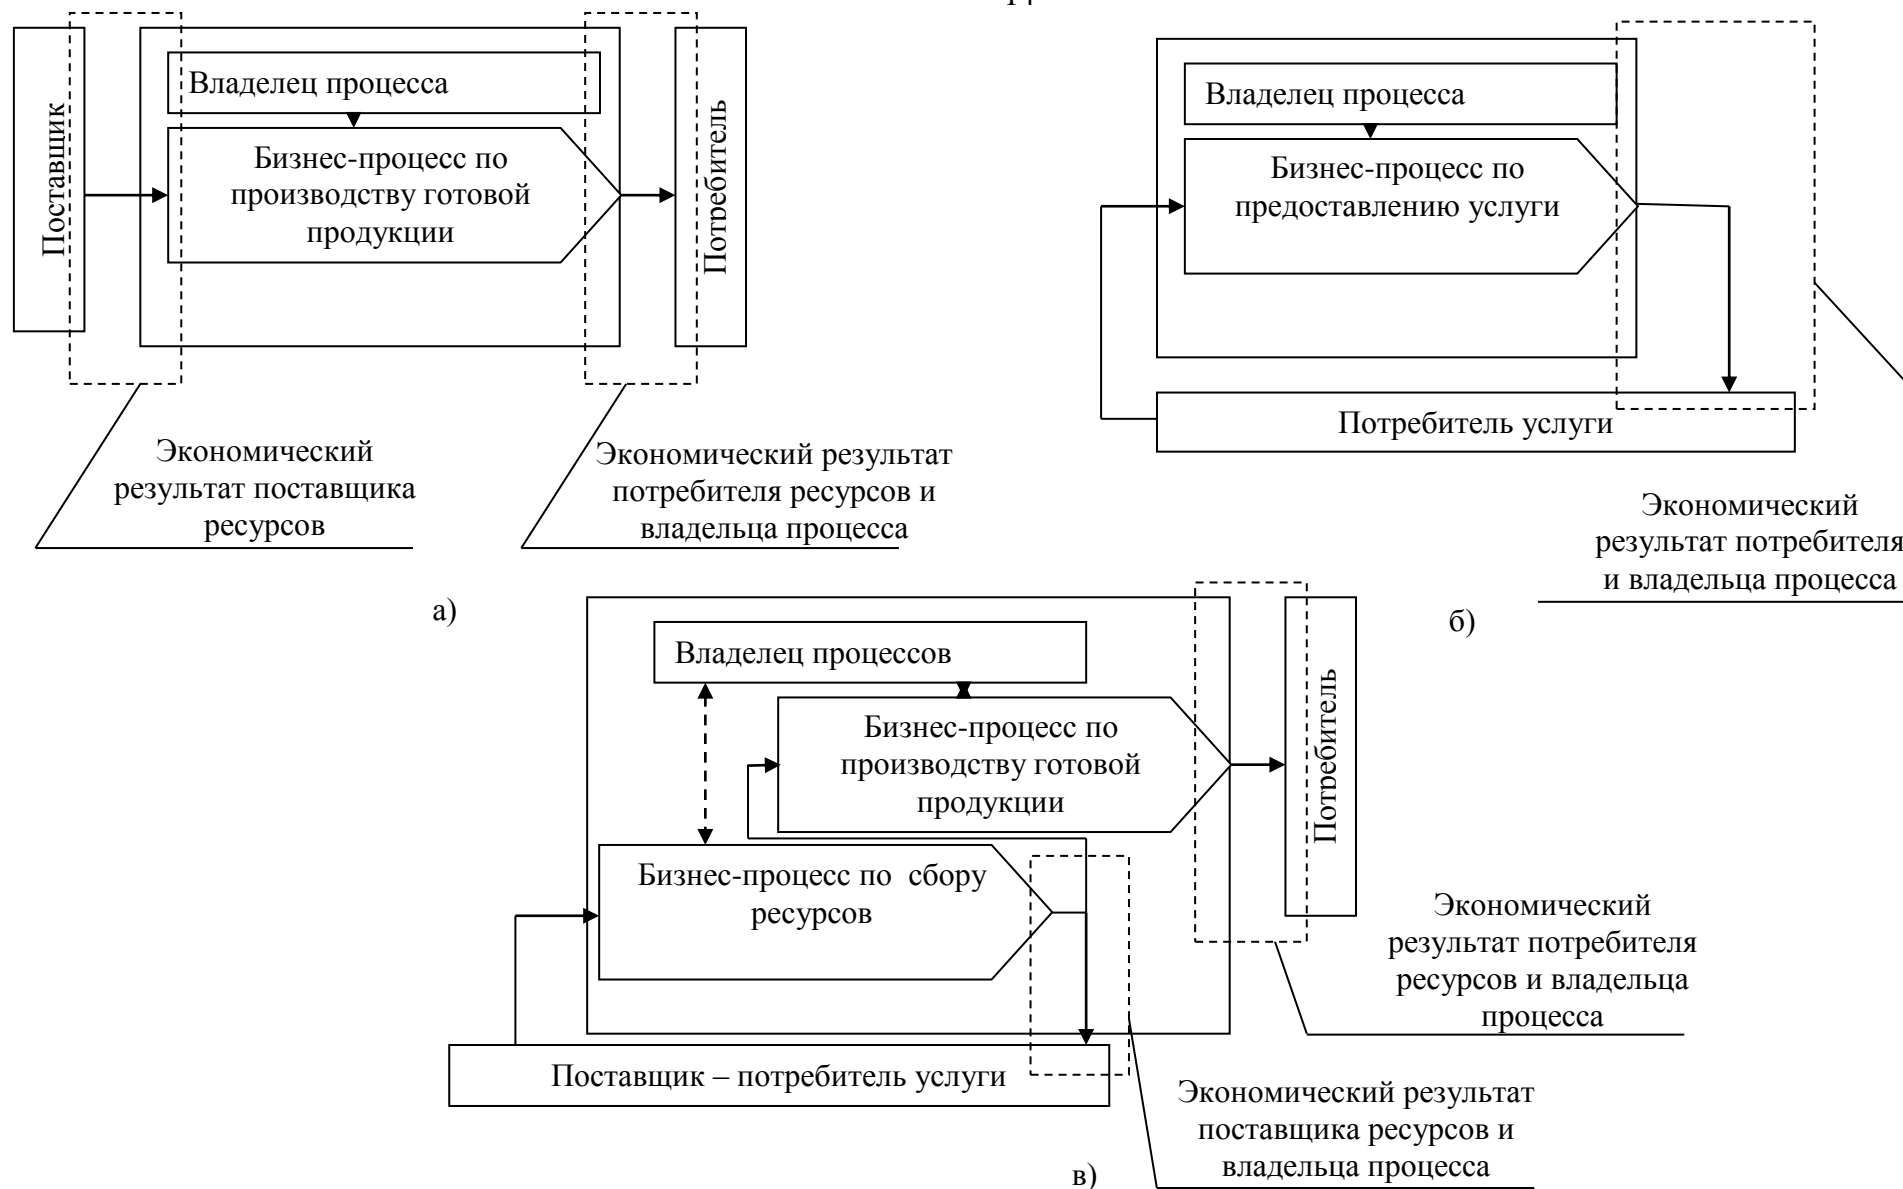 Поставщик
Владелец процесса
Бизнес-процесс по
производству готовой
продукции
Потребитель
Экономический
результат поставщика
ресурсов
Экономический результат
потребителя ресурсов и
владельца процесса
а)
Владелец процесса
Бизнес-процесс по
предоставлению услуги
Потребитель услуги
Экономический
результат потребителя
и владельца процесса
б)
Владелец процессов
Бизнес-процесс по
производству готовой
продукции
Потребитель
Бизнес-процесс по сбору
ресурсов
Поставщик – потребитель услуги
Экономический
результат потребителя
ресурсов и владельца
процесса
Экономический результат
поставщика ресурсов и
владельца процесса
в)